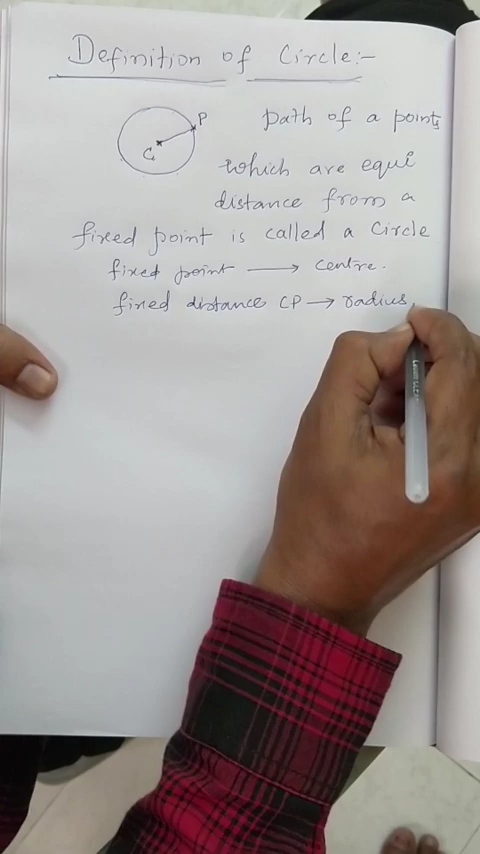 Definition of Circle:-
P
C
path of a points
which are equi
distance from a
fixed point is called a Circle
fixed point → centre.
fixed distance CP → radius.